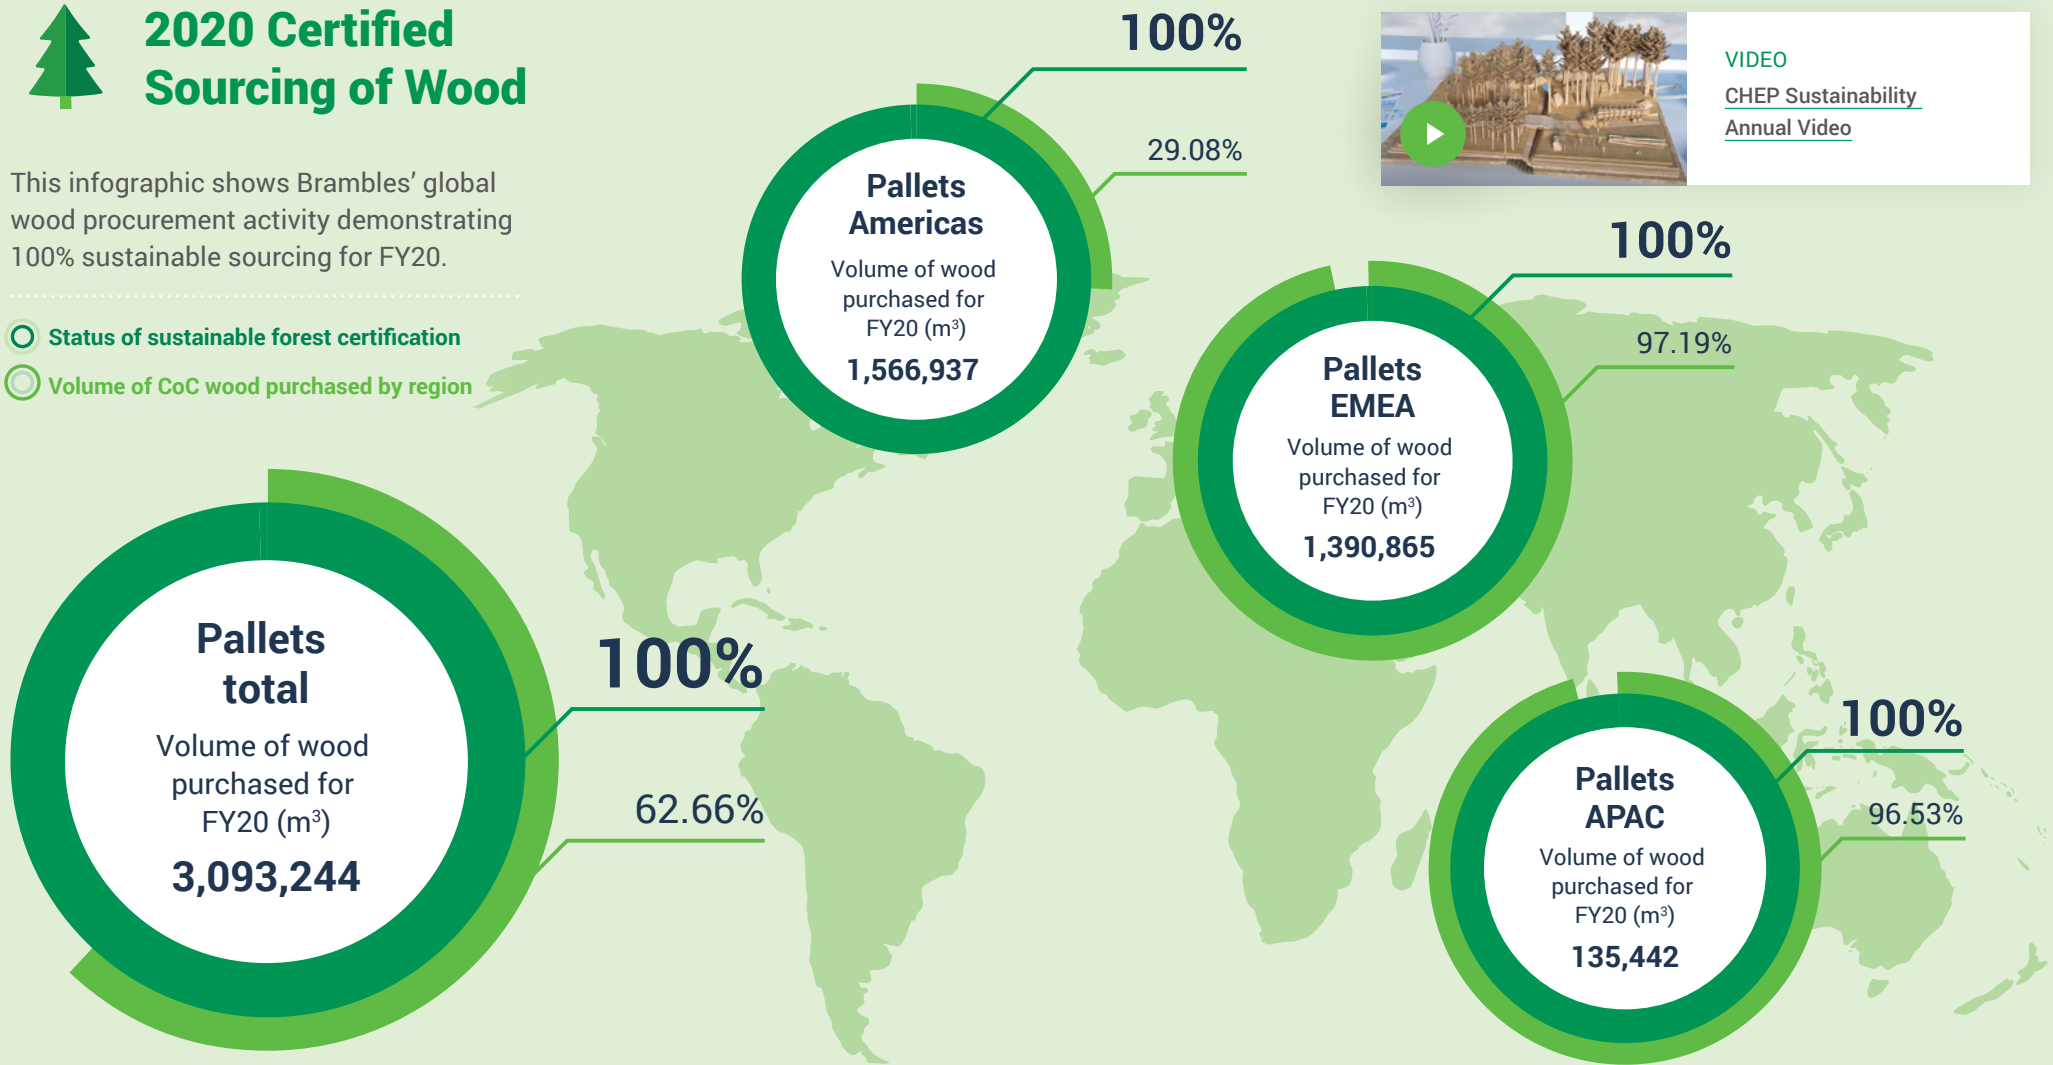 2020 Certified
Sourcing of Wood
This infographic shows Brambles’ global
wood procurement activity demonstrating
100% sustainable sourcing for FY20.
Status of sustainable forest certification
Volume of CoC wood purchased by region
Pallets
total
Volume of wood
purchased for
FY20 (m³)
3,093,244
100%
62.66%
Pallets
Americas
Volume of wood
purchased for
FY20 (m³)
1,566,937
100%
29.08%
VIDEO
CHEP Sustainability
Annual Video
Pallets
EMEA
Volume of wood
purchased for
FY20 (m³)
1,390,865
100%
97.19%
Pallets
APAC
Volume of wood
purchased for
FY20 (m³)
135,442
100%
96.53%